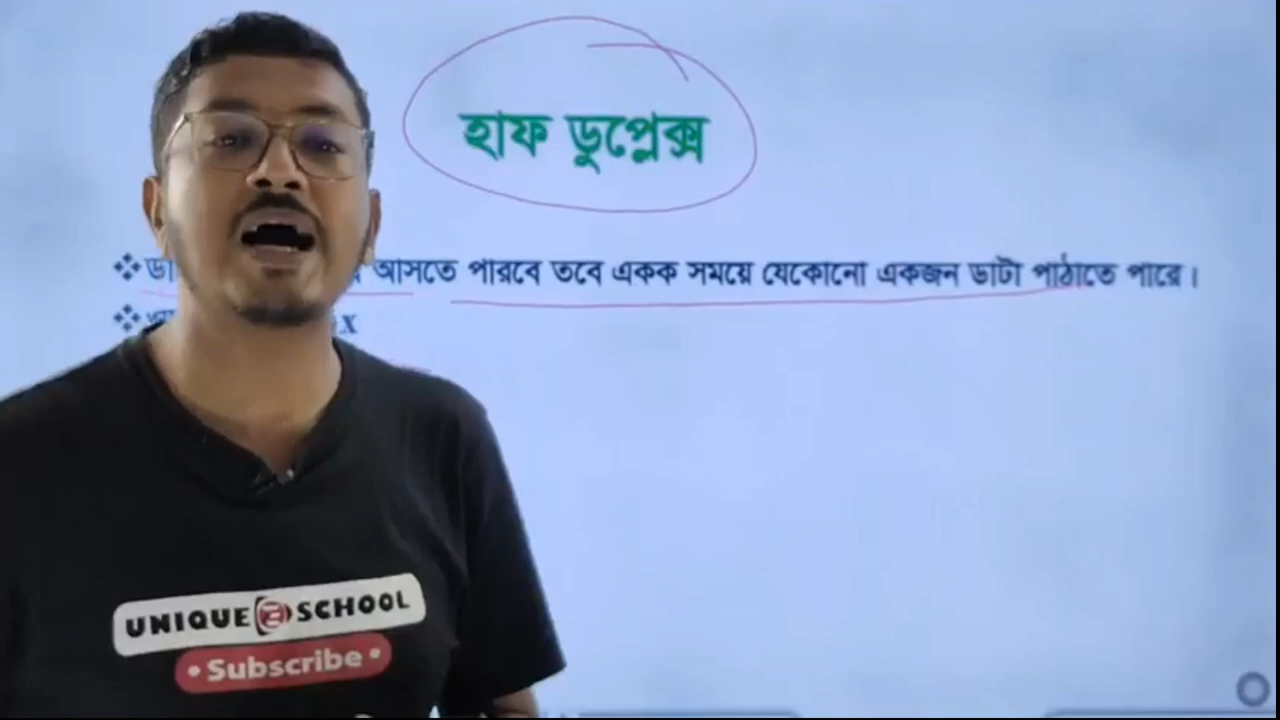 হাফ ডুপ্লেক্স
আসতে পারবে তবে একক সময়ে যেকোনো একজন ডাটা পাঠাতে পারে।
UNIQUE SCHOOL
• Subscribe •